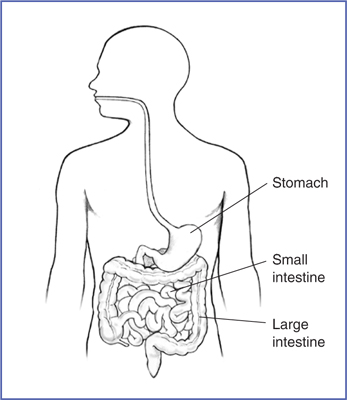 Stomach
Small
intestine
Large
intestine